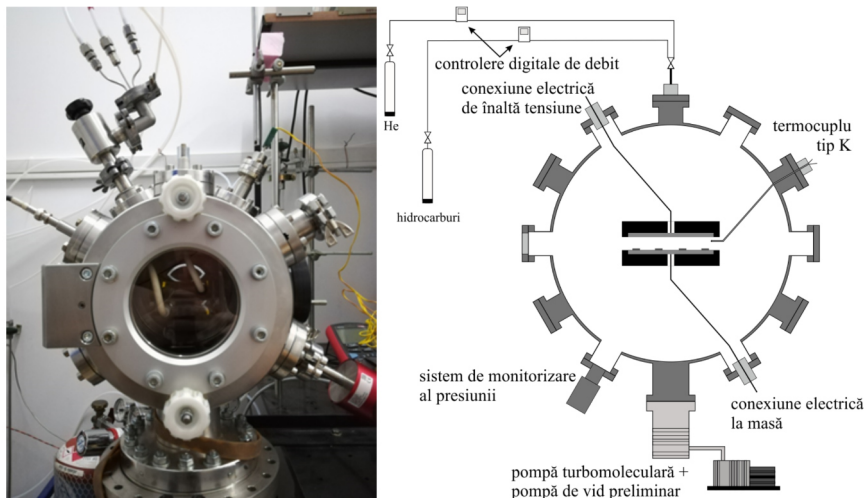 controlere digitale de debit
conexiune electrică
de înaltă tensiune
He
termocuplu
tip K
hidrocarburi
sistem de monitorizare
al presiunii
conexiune electrică
la masă
pompă turbomoleculară +
pompă de vid preliminar